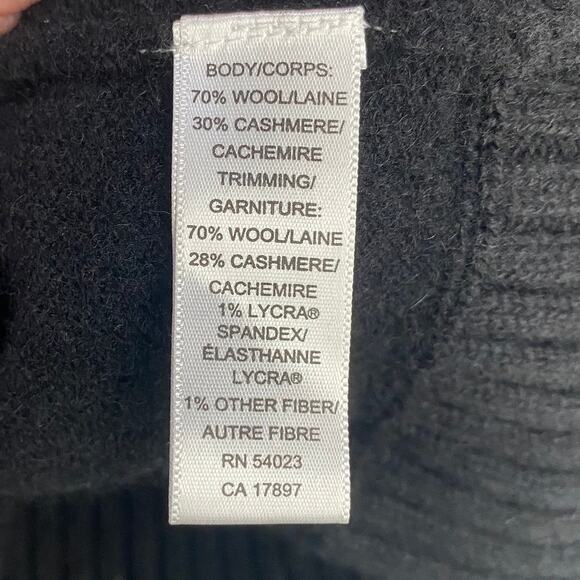 BODY/CORPS:
70% WOOL/LAINE
30% CASHMERE/
CACHEMIRE
TRIMMING/
GARNITURE:
70% WOOL/LAINE
28% CASHMERE/
CACHEMIRE
1% LYCRA®
SPANDEX/
ÉLASTHANNE
LYCRA®
1% OTHER FIBER/
AUTRE FIBRE
RN 54023
CA 17897